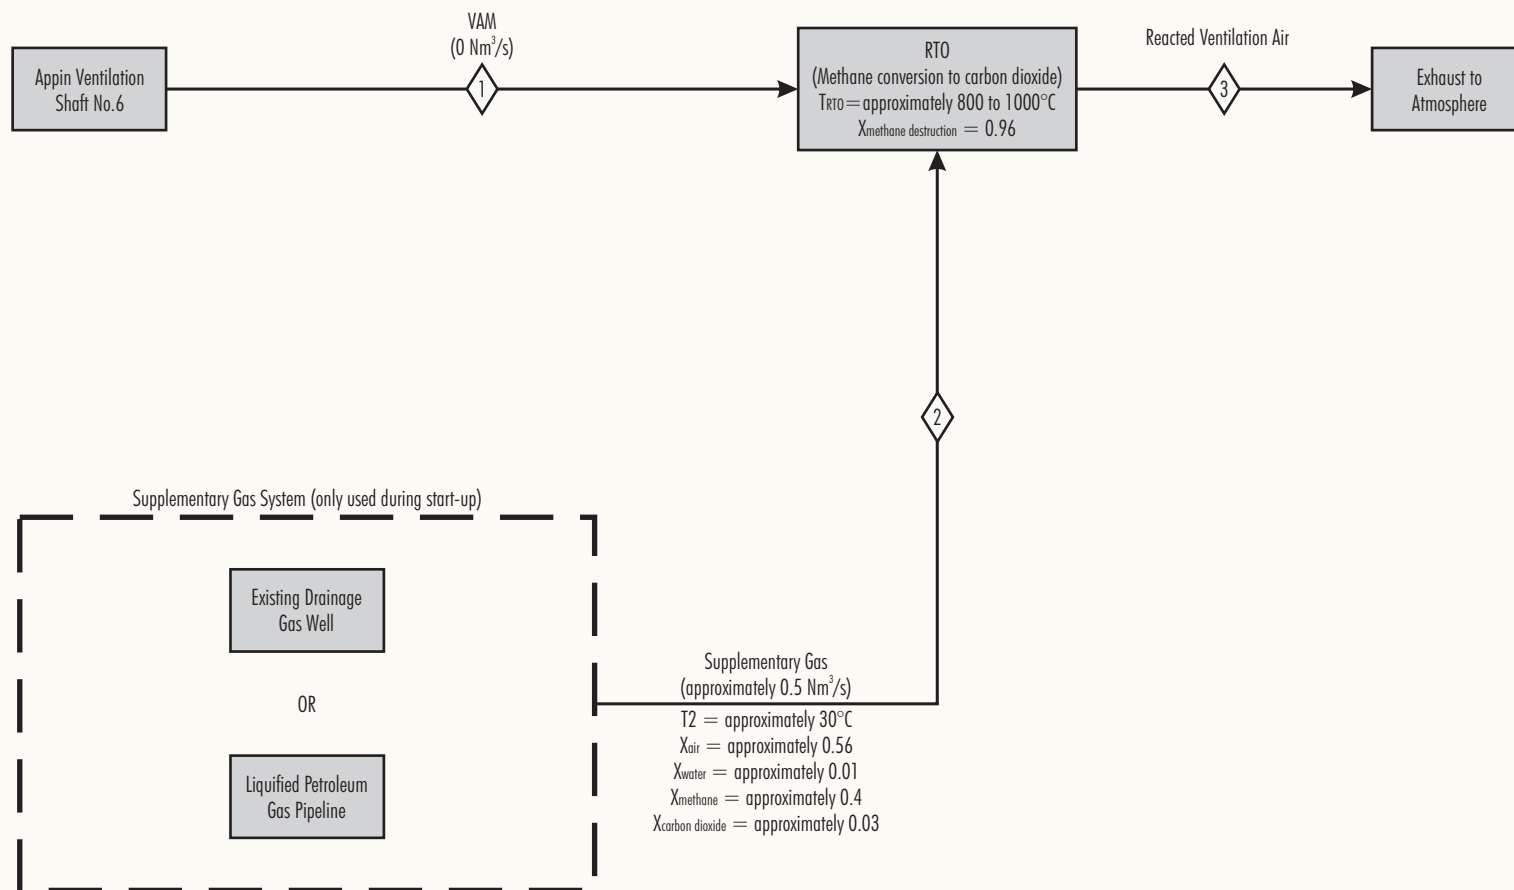 VAM
(0 Nm³/s)
Appin Ventilation
Shaft No.6
1
RTO
(Methane conversion to carbon dioxide)
TRTO=approximately 800 to 1000°C
Xmethane destruction = 0.96
Reacted Ventilation Air
3
Exhaust to
Atmosphere
2
Supplementary Gas System (only used during start-up)
Existing Drainage
Gas Well
OR
Liquified Petroleum
Gas Pipeline
Supplementary Gas
(approximately 0.5 Nm³/s)
T2 = approximately 30°C
Xair = approximately 0.56
Xwater = approximately 0.01
Xmethane = approximately 0.4
Xcarbon dioxide = approximately 0.03